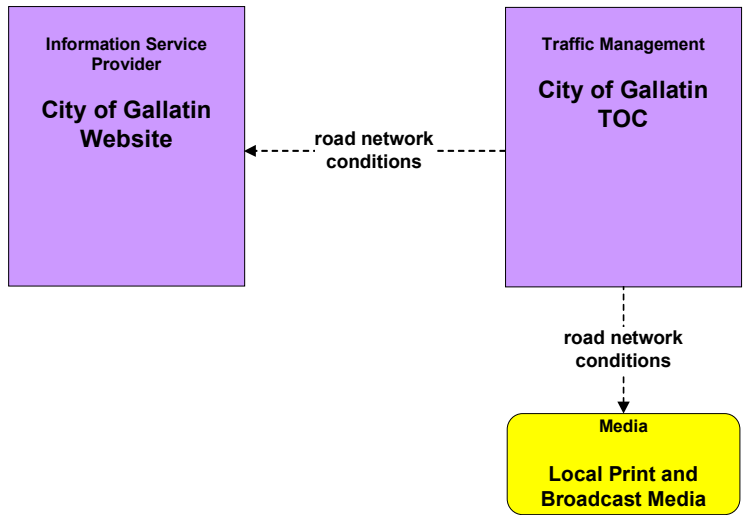 Information Service
Provider
City of Gallatin
Website
Traffic Management
City of Gallatin
TOC
road network
conditions
road network
conditions
Media
Local Print and
Broadcast Media